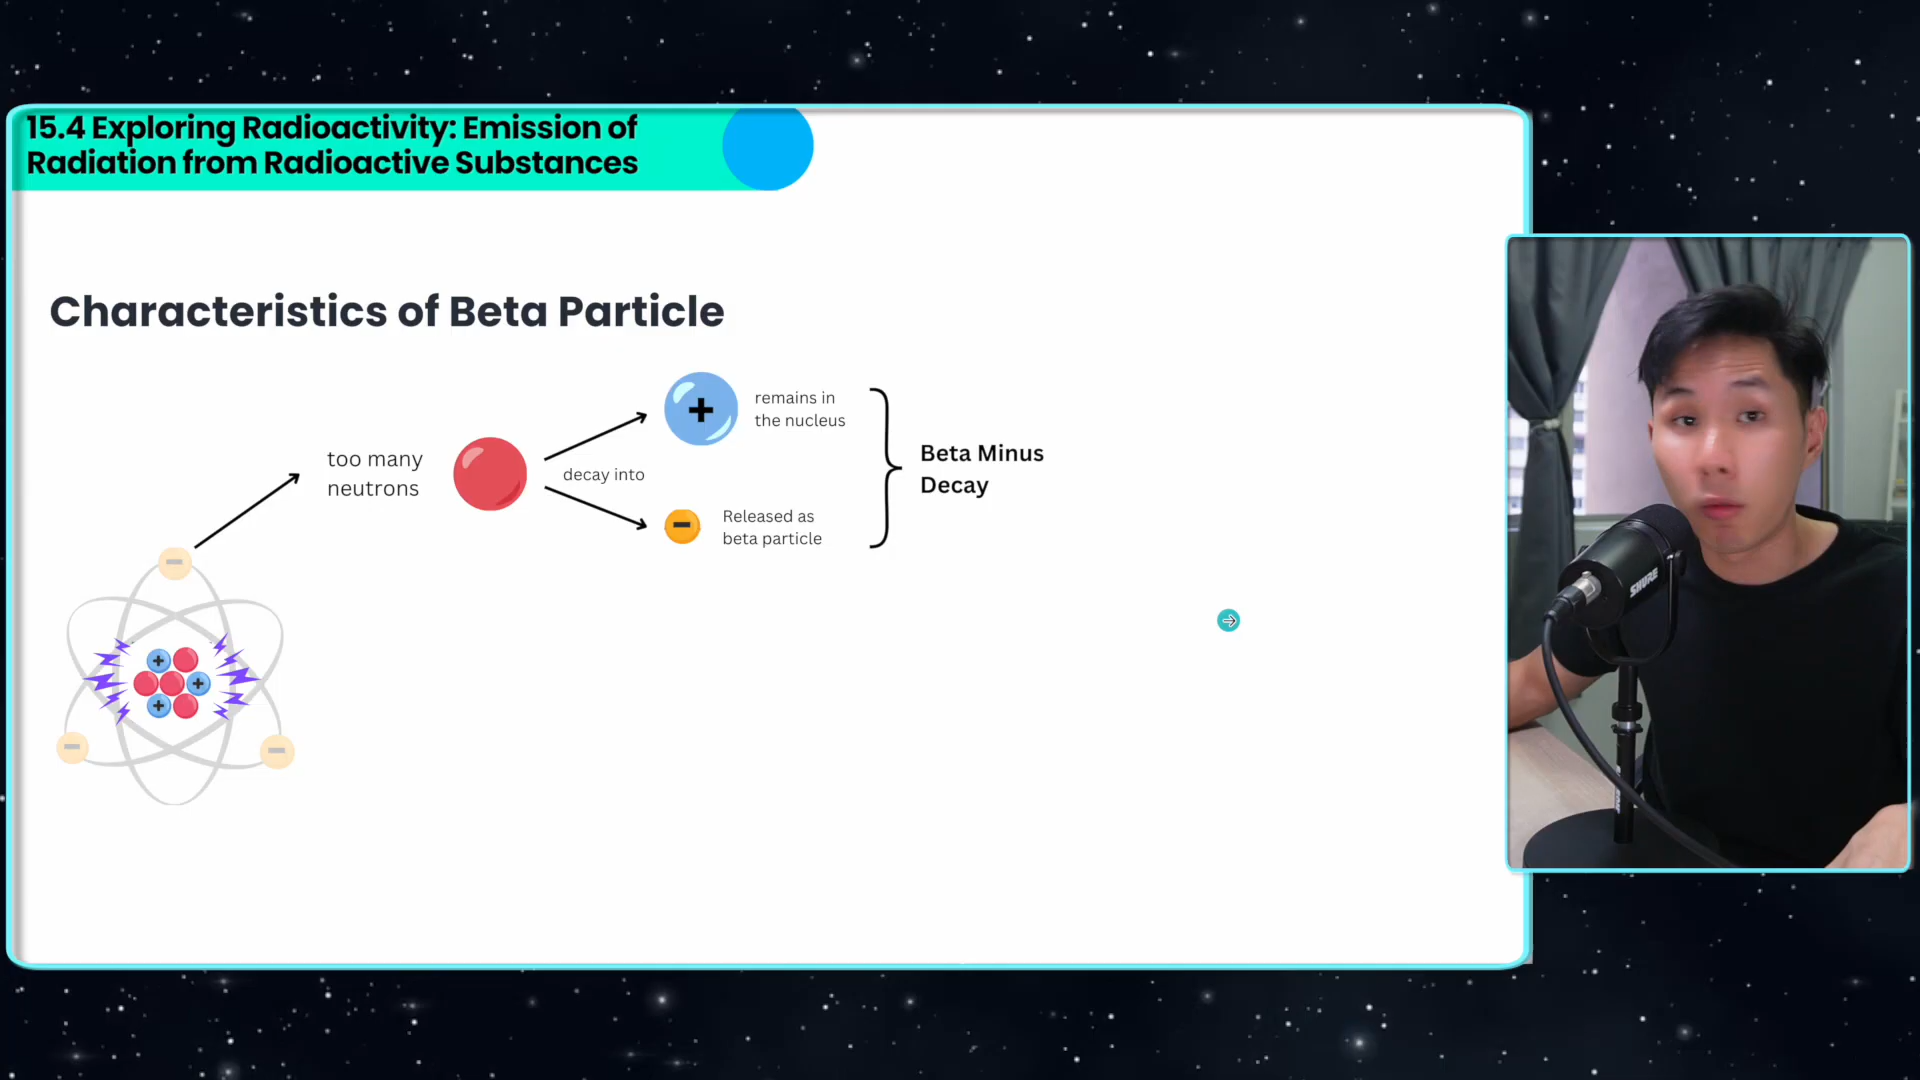 15.4 Exploring Radioactivity: Emission of
Radiation from Radioactive Substances
Characteristics of Beta Particle
too many
neutrons
decay into
+
remains in
the nucleus
−
Released as
beta particle
Beta Minus
Decay
−
+
+
+
−
−
SHURE